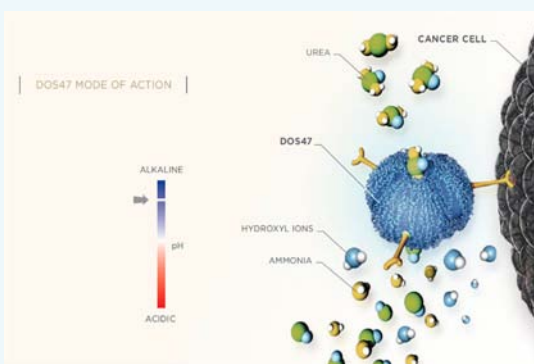 CANCER CELL
UREA
DOS47 MODE OF ACTION
DOS47
ALKALINE
HYDROXYL IONS
pH
AMMONIA
ACIDIC